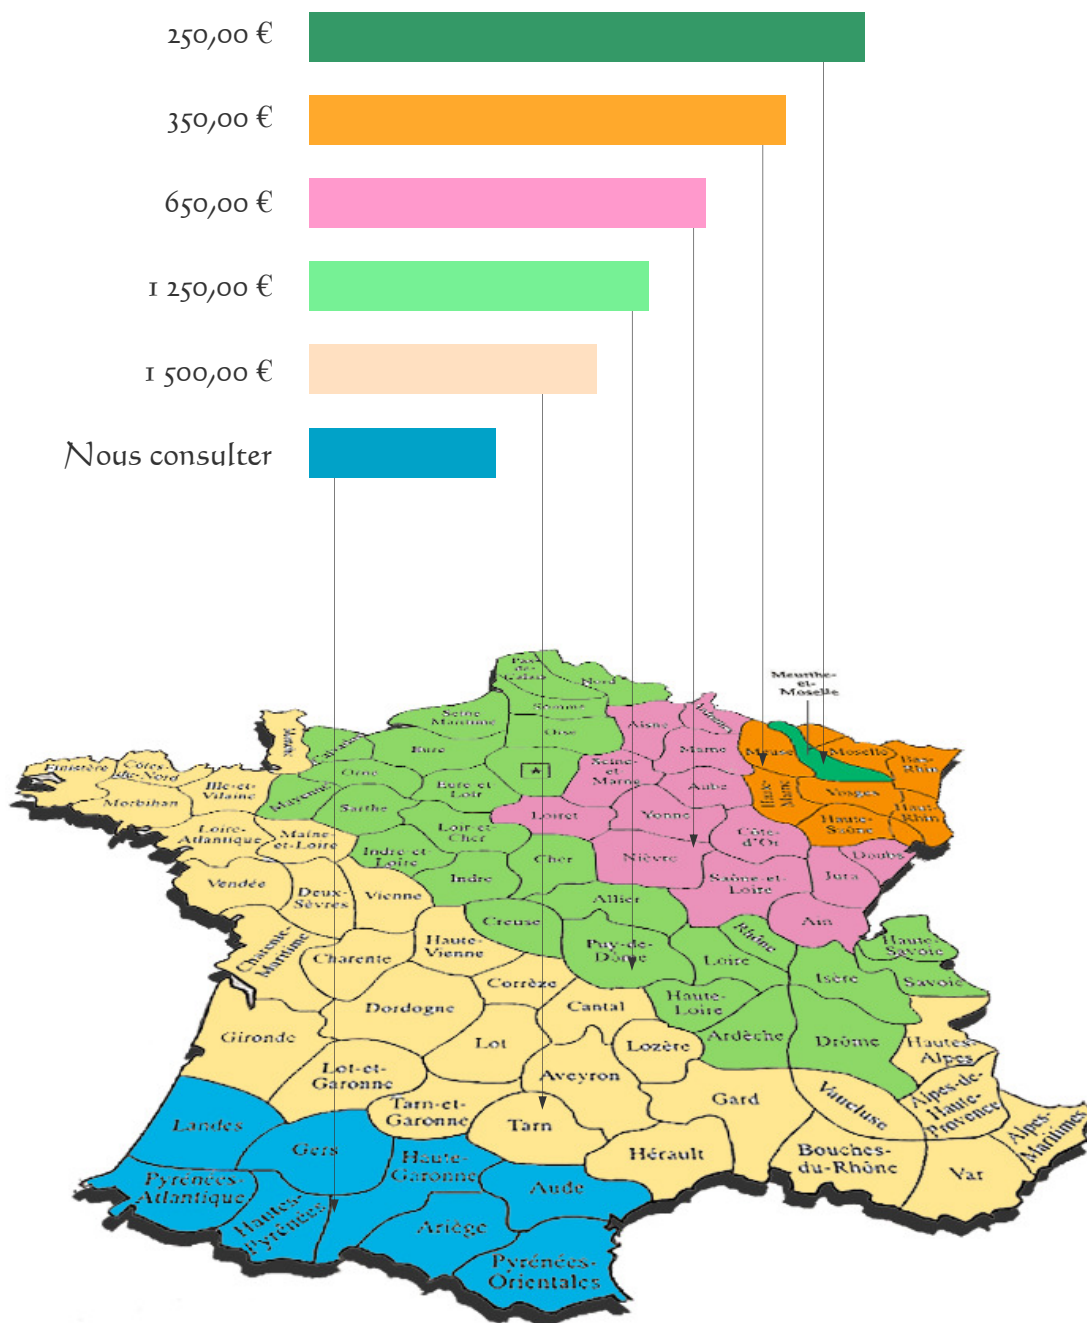 250,00 €
350,00 €
650,00 €
1 250,00 €
1 500,00 €
Nous consulter
Pas-
de-
Calais
Nord
Somme
Seine
Maritime
Oise
Aisne
Ardennes
Meurthe-
et-
Moselle
Manche
Calvados
Eure
Marne
Meuse
Moselle
Bas-
Rhin
Finistère
Côtes-
du-Nord
Ille-et-
Vilaine
Morbihan
Mayenne
Orne
Sarthe
Eure et
Loir
*
Seine-
et-
Marne
Aube
Haute-
Marne
Vosges
Haut-
Rhin
Haute-
Saône
Loire-
Atlantique
Maine-
et-Loire
Indre et
Loire
Loir et
Cher
Loiret
Yonne
Côte-
d'Or
Doubs
Jura
Nièvre
Saône-et-
Loire
Cher
Indre
Vendée
Deux-
Sèvres
Vienne
Allier
Creuse
Ain
Charente-
Maritime
Charente
Haute-
Vienne
Puy-de-
Dôme
Loire
Rhône
Haute-
Savoie
Savoie
Isère
Corrèze
Cantal
Haute-
Loire
Dordogne
Gironde
Lot
Lozère
Ardèche
Drôme
Hautes-
Alpes
Lot-et-
Garonne
Aveyron
Tarn-et-
Garonne
Tarn
Gard
Vaucluse
Alpes-de-
Haute-
Provence
Alpes-
Maritimes
Landes
Gers
Haute-
Garonne
Hérault
Bouches-
du-Rhône
Var
Pyrénées-
Atlantique
Hautes-
Pyrénées
Ariège
Aude
Pyrénées-
Orientales